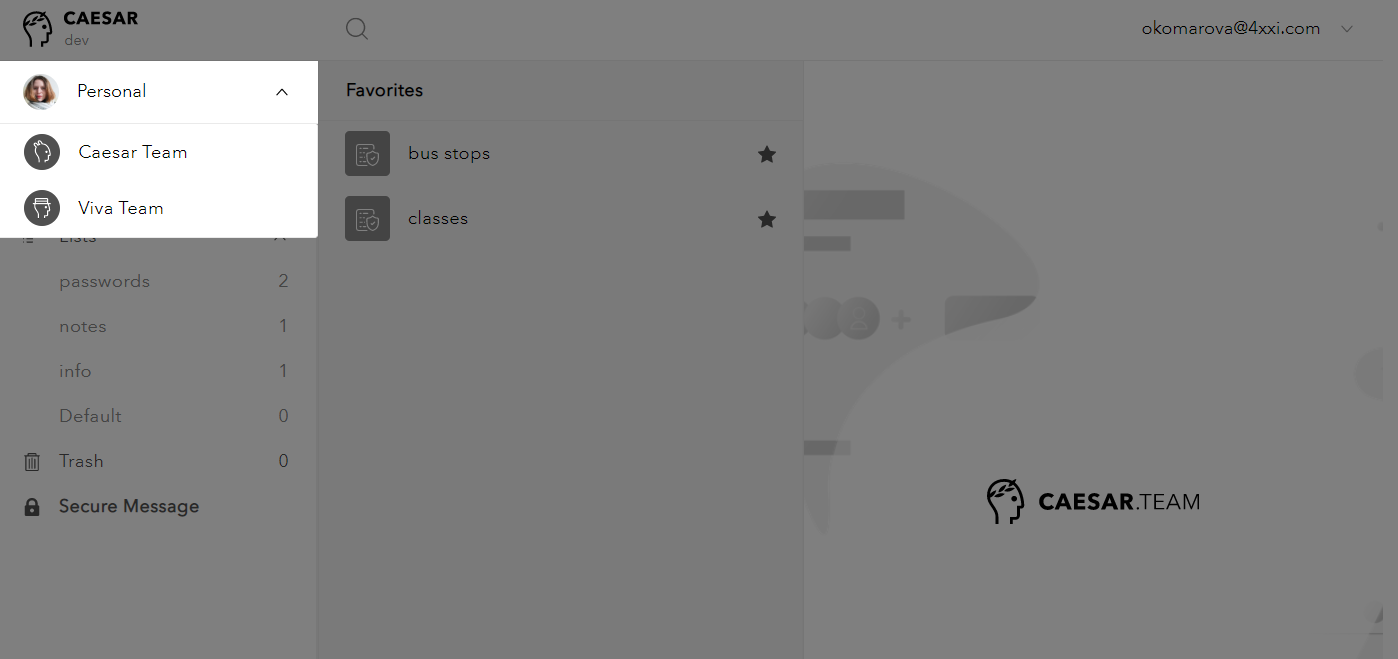 CAESAR
dev
okomarova@4xxi.com
Personal
Caesar Team
Viva Team
Lists
passwords 2
notes 1
info 1
Default 0
Trash 0
Secure Message
Favorites
bus stops
classes
CAESAR.TEAM